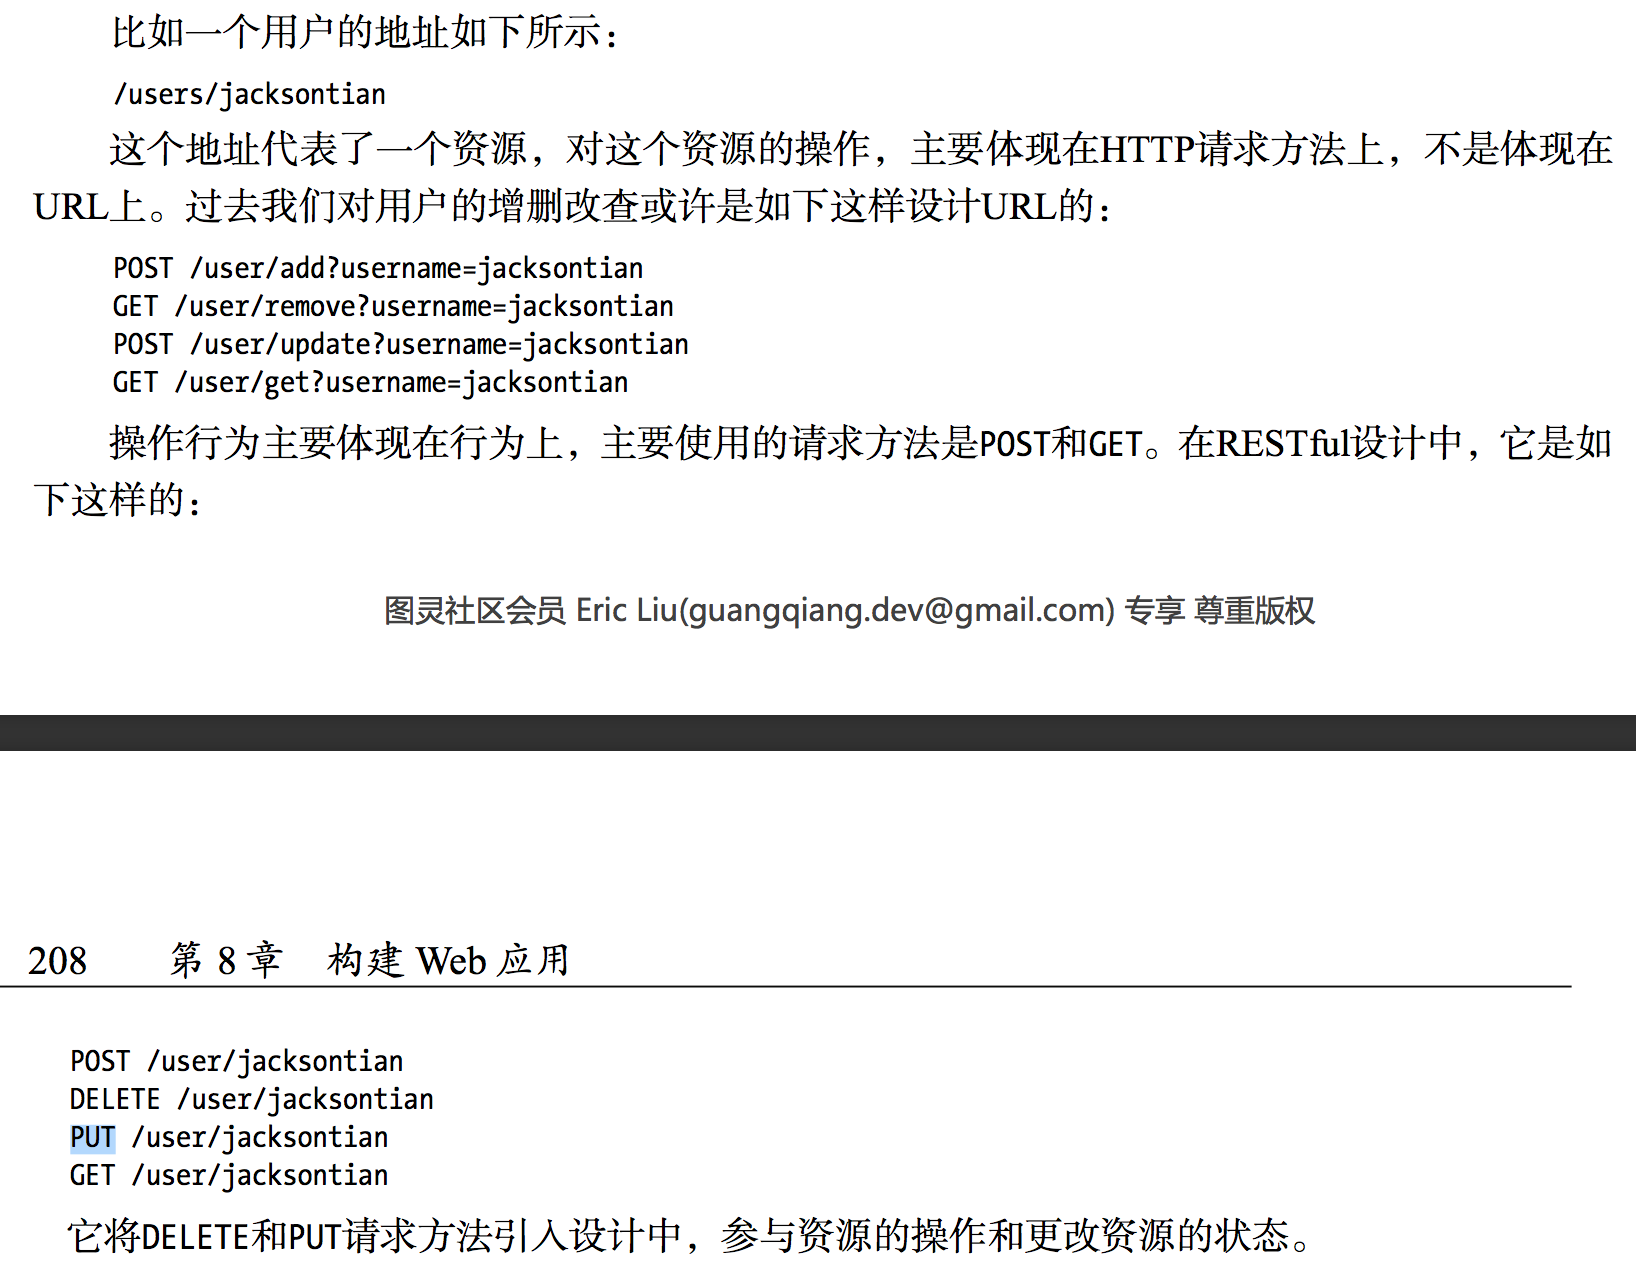 比如一个用户的地址如下所示：
/users/jacksontian
这个地址代表了一个资源，对这个资源的操作，主要体现在HTTP请求方法上，不是体现在
URL上。过去我们对用户的增删改查或许是如下这样设计URL的：
POST /user/add?username=jacksontian
GET /user/remove?username=jacksontian
POST /user/update?username=jacksontian
GET /user/get?username=jacksontian
操作行为主要体现在行为上，主要使用的请求方法是POST和GET。在RESTful设计中，它是如
下这样的：
图灵社区会员 Eric Liu(guangqiang.dev@gmail.com) 专享 尊重版权
208 第 8 章 构建 Web 应用
POST /user/jacksontian
DELETE /user/jacksontian
PUT /user/jacksontian
GET /user/jacksontian
它将DELETE和PUT请求方法引入设计中，参与资源的操作和更改资源的状态。